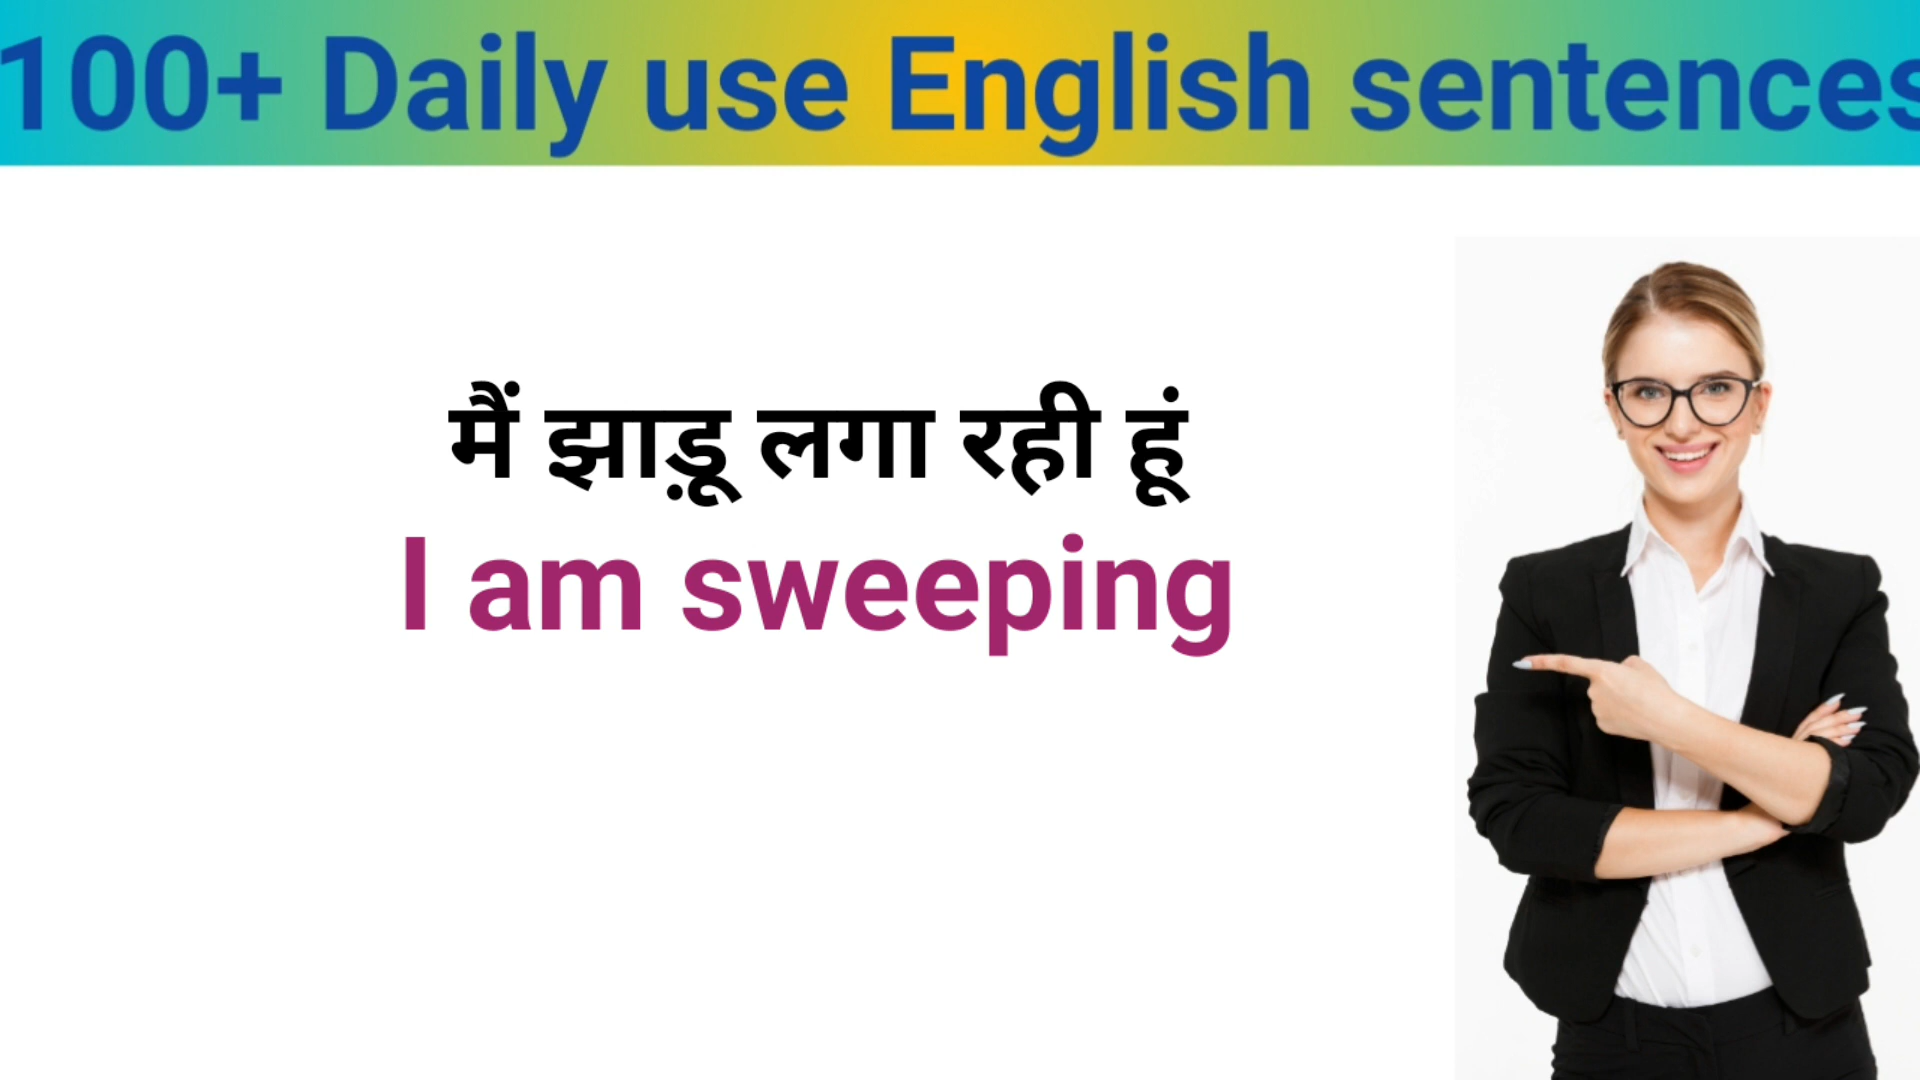 100+ Daily use English sentences
मैं झाड़ू लगा रही हूं
I am sweeping